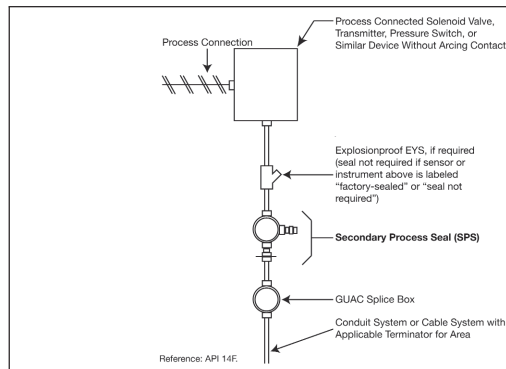 Process Connected Solenoid Valve,
Transmitter, Pressure Switch, or
Similar Device Without Arcing Contact
Process Connection
Explosionproof EYS, if required
(seal not required if sensor or
instrument above is labeled
“factory-sealed” or “seal not
required”)
Secondary Process Seal (SPS)
GUAC Splice Box
Conduit System or Cable System with
Applicable Terminator for Area
Reference: API 14F.